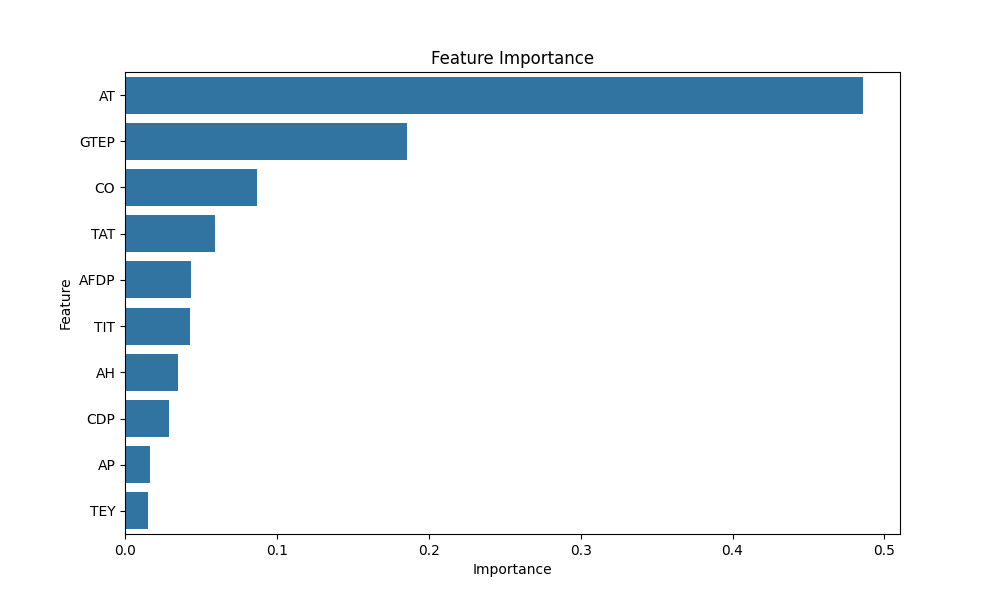 Feature Importance
Feature
AT
GTEP
CO
TAT
AFDP
TIT
AH
CDP
AP
TEY
0.0 0.1 0.2 0.3 0.4 0.5
Importance